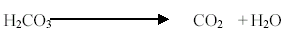 H₂CO₃ ⟶ CO₂ + H₂O